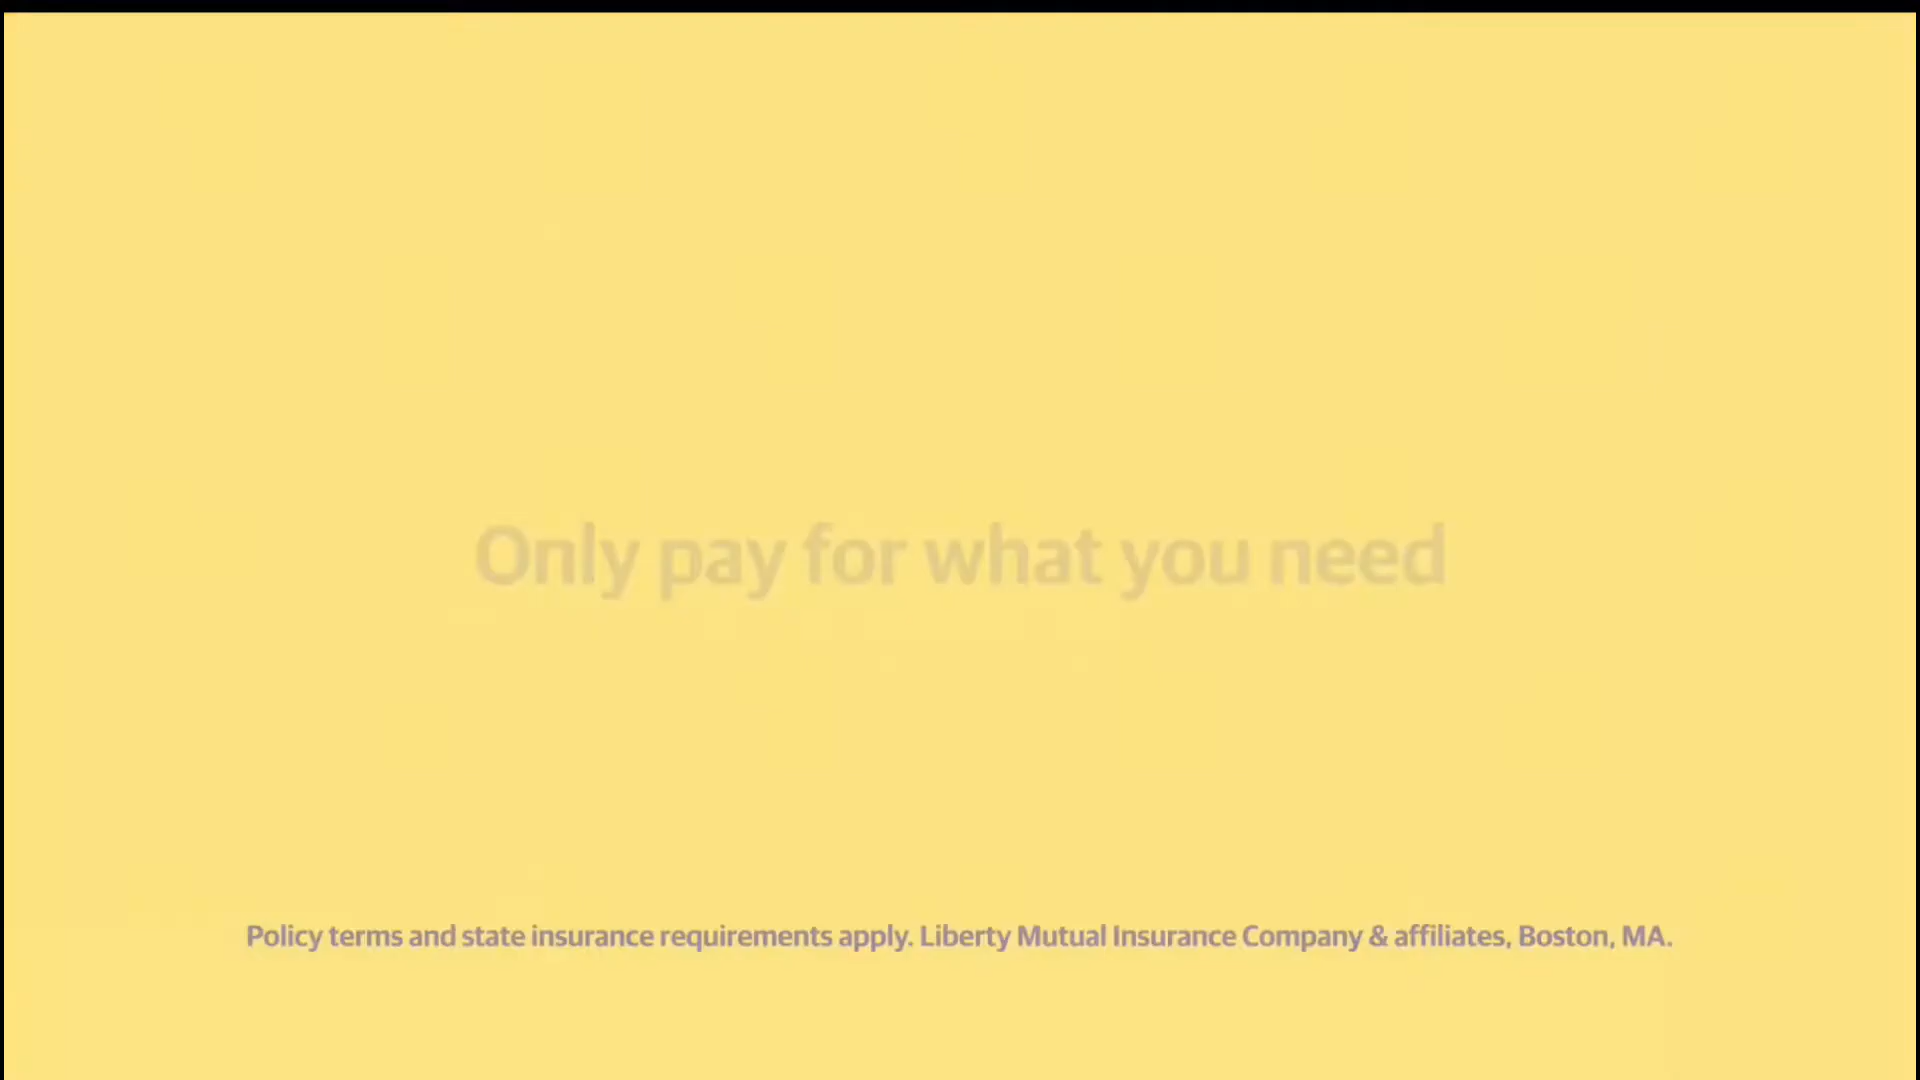 Only pay for what you need
Policy terms and state insurance requirements apply. Liberty Mutual Insurance Company & affiliates, Boston, MA.